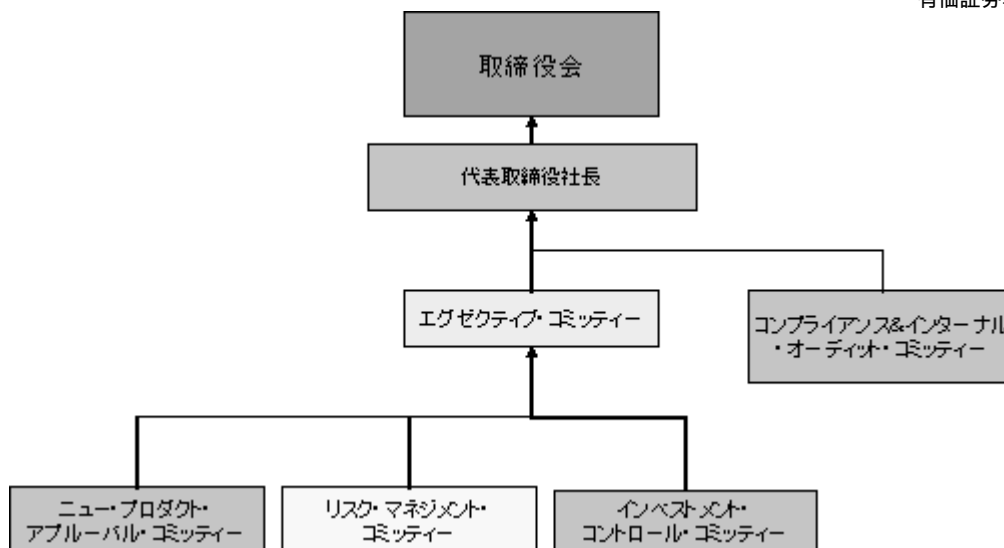 取締役会
代表取締役社長
エグゼクティブ・コミッティー
コンプライアンス&インターナル
・オーディット・コミッティー
ニュー・プロダクト・
アプルーバル・コミッティー
リスク・マネジメント・
コミッティー
インベストメント・
コントロール・コミッティー